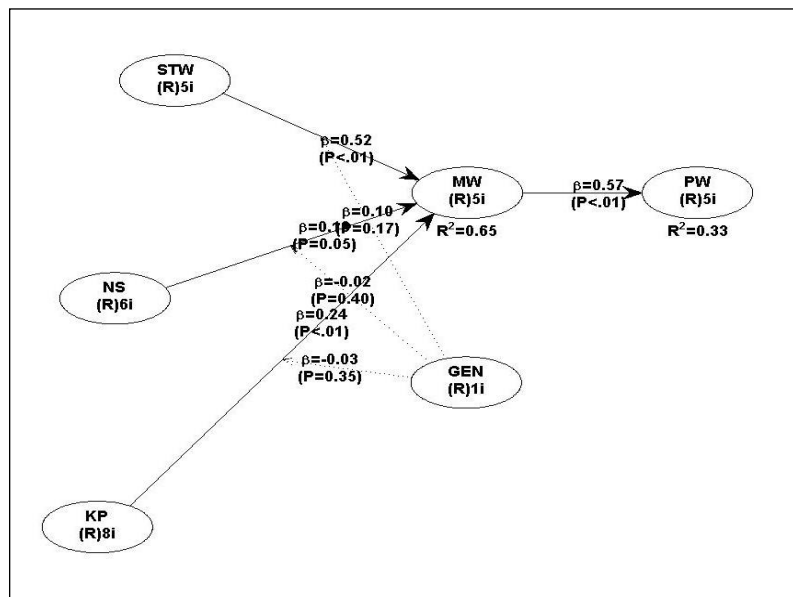 STW
(R)5i
β=0.52
(P<.01)
MW
(R)5i
R²=0.65
β=0.57
(P<.01)
PW
(R)5i
R²=0.33
β=0.10
(P=0.17)
(P=0.05)
NS
(R)6i
β=-0.02
(P=0.40)
β=0.24
(P<.01)
β=-0.03
(P=0.35)
GEN
(R)1i
KP
(R)8i